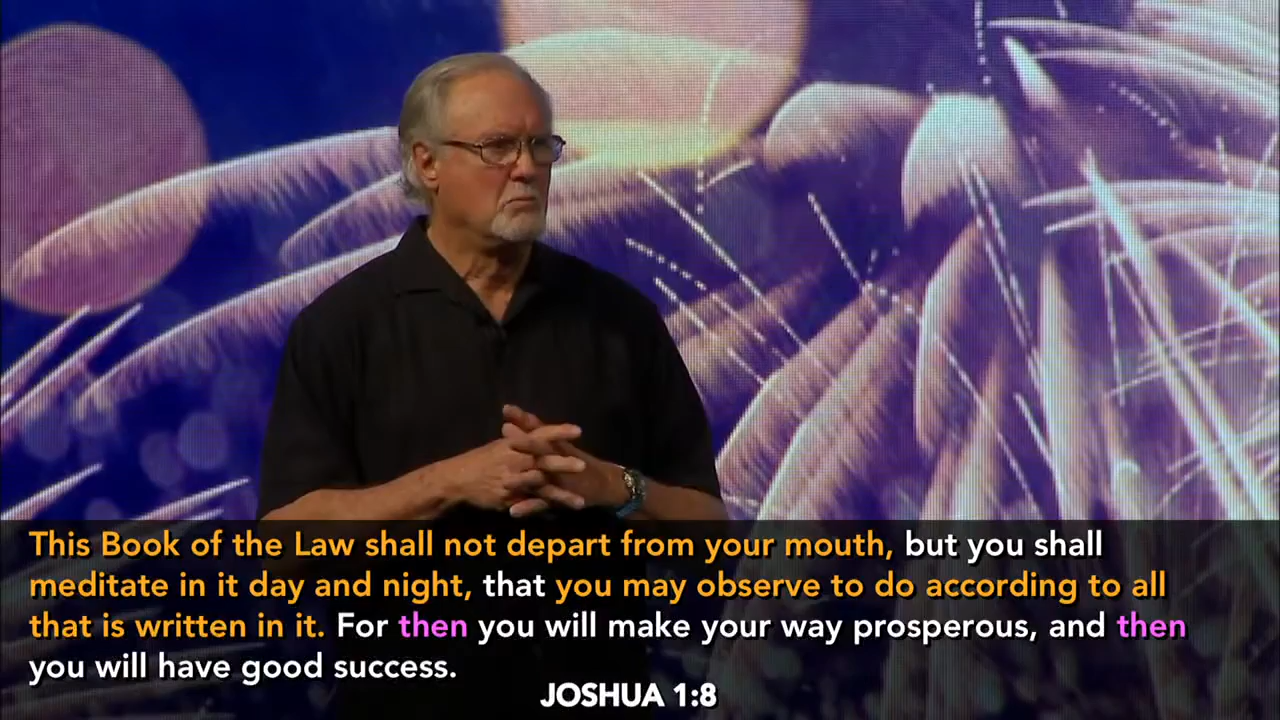 This Book of the Law shall not depart from your mouth, but you shall
meditate in it day and night, that you may observe to do according to all
that is written in it. For then you will make your way prosperous, and then
you will have good success.
JOSHUA 1:8